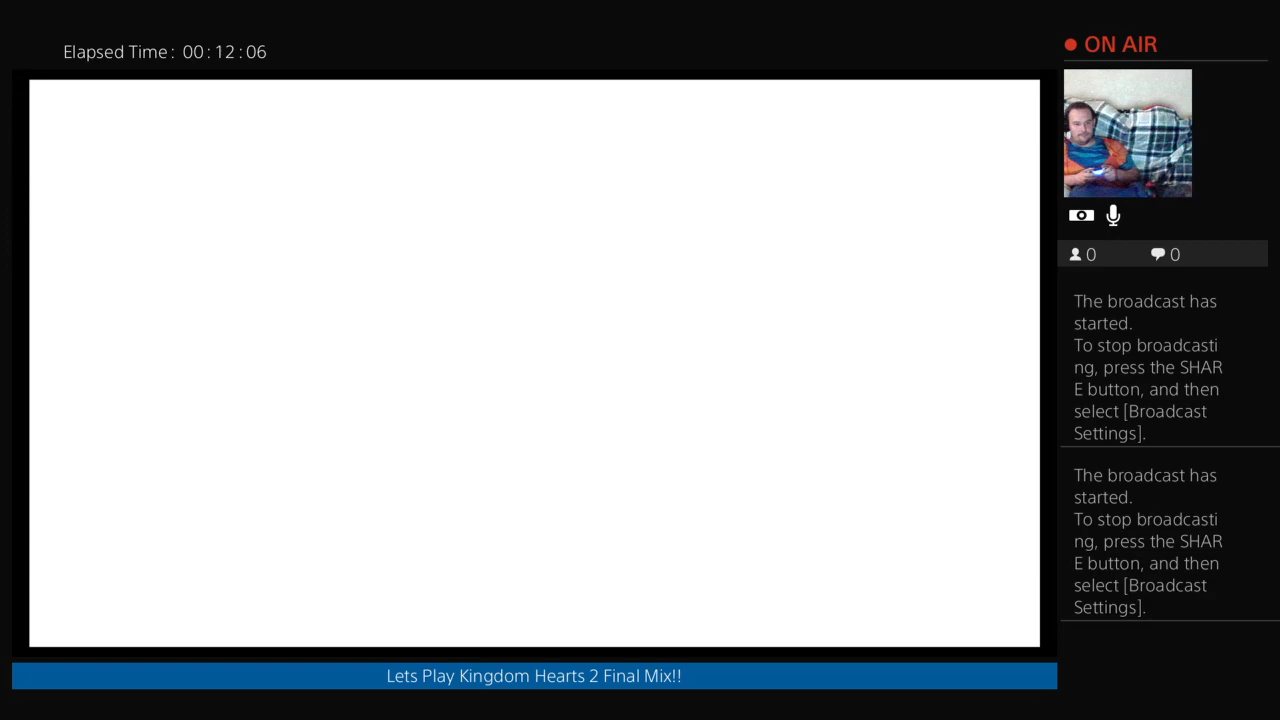 Elapsed Time: 00:12:06
ON AIR
0 0
The broadcast has
started.
To stop broadcasti
ng, press the SHAR
E button, and then
select [Broadcast
Settings].
The broadcast has
started.
To stop broadcasti
ng, press the SHAR
E button, and then
select [Broadcast
Settings].
Lets Play Kingdom Hearts 2 Final Mix!!